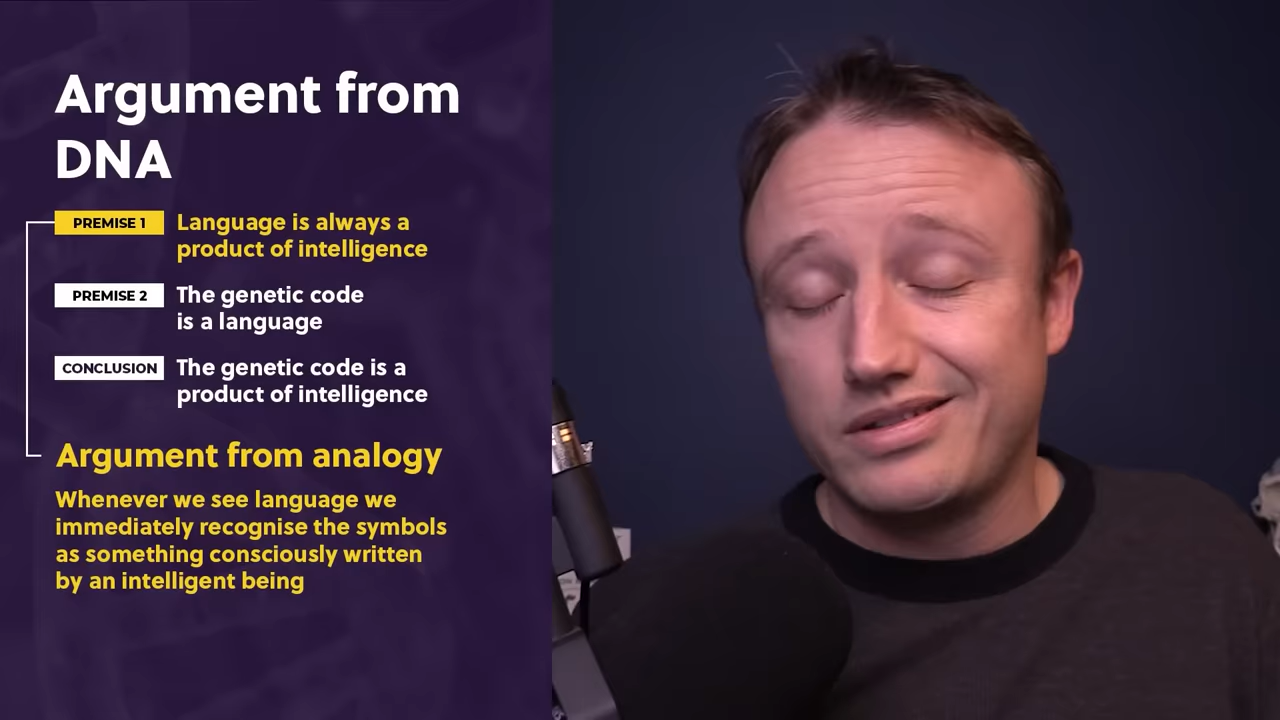 Argument from
DNA
PREMISE 1 Language is always a
product of intelligence
PREMISE 2 The genetic code
is a language
CONCLUSION The genetic code is a
product of intelligence
Argument from analogy
Whenever we see language we
immediately recognise the symbols
as something consciously written
by an intelligent being